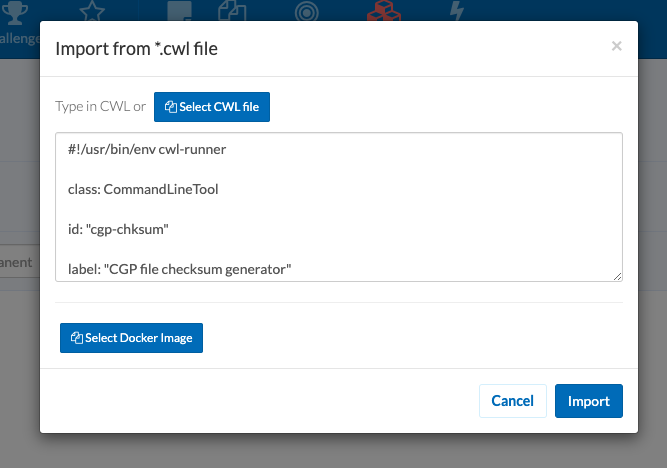 allenge
Import from *.cwl file
×
Type in CWL or
Select CWL file
#!/usr/bin/env cwl-runner
class: CommandLineTool
id: "cgp-chksum"
label: "CGP file checksum generator"
anent
Select Docker Image
Cancel
Import